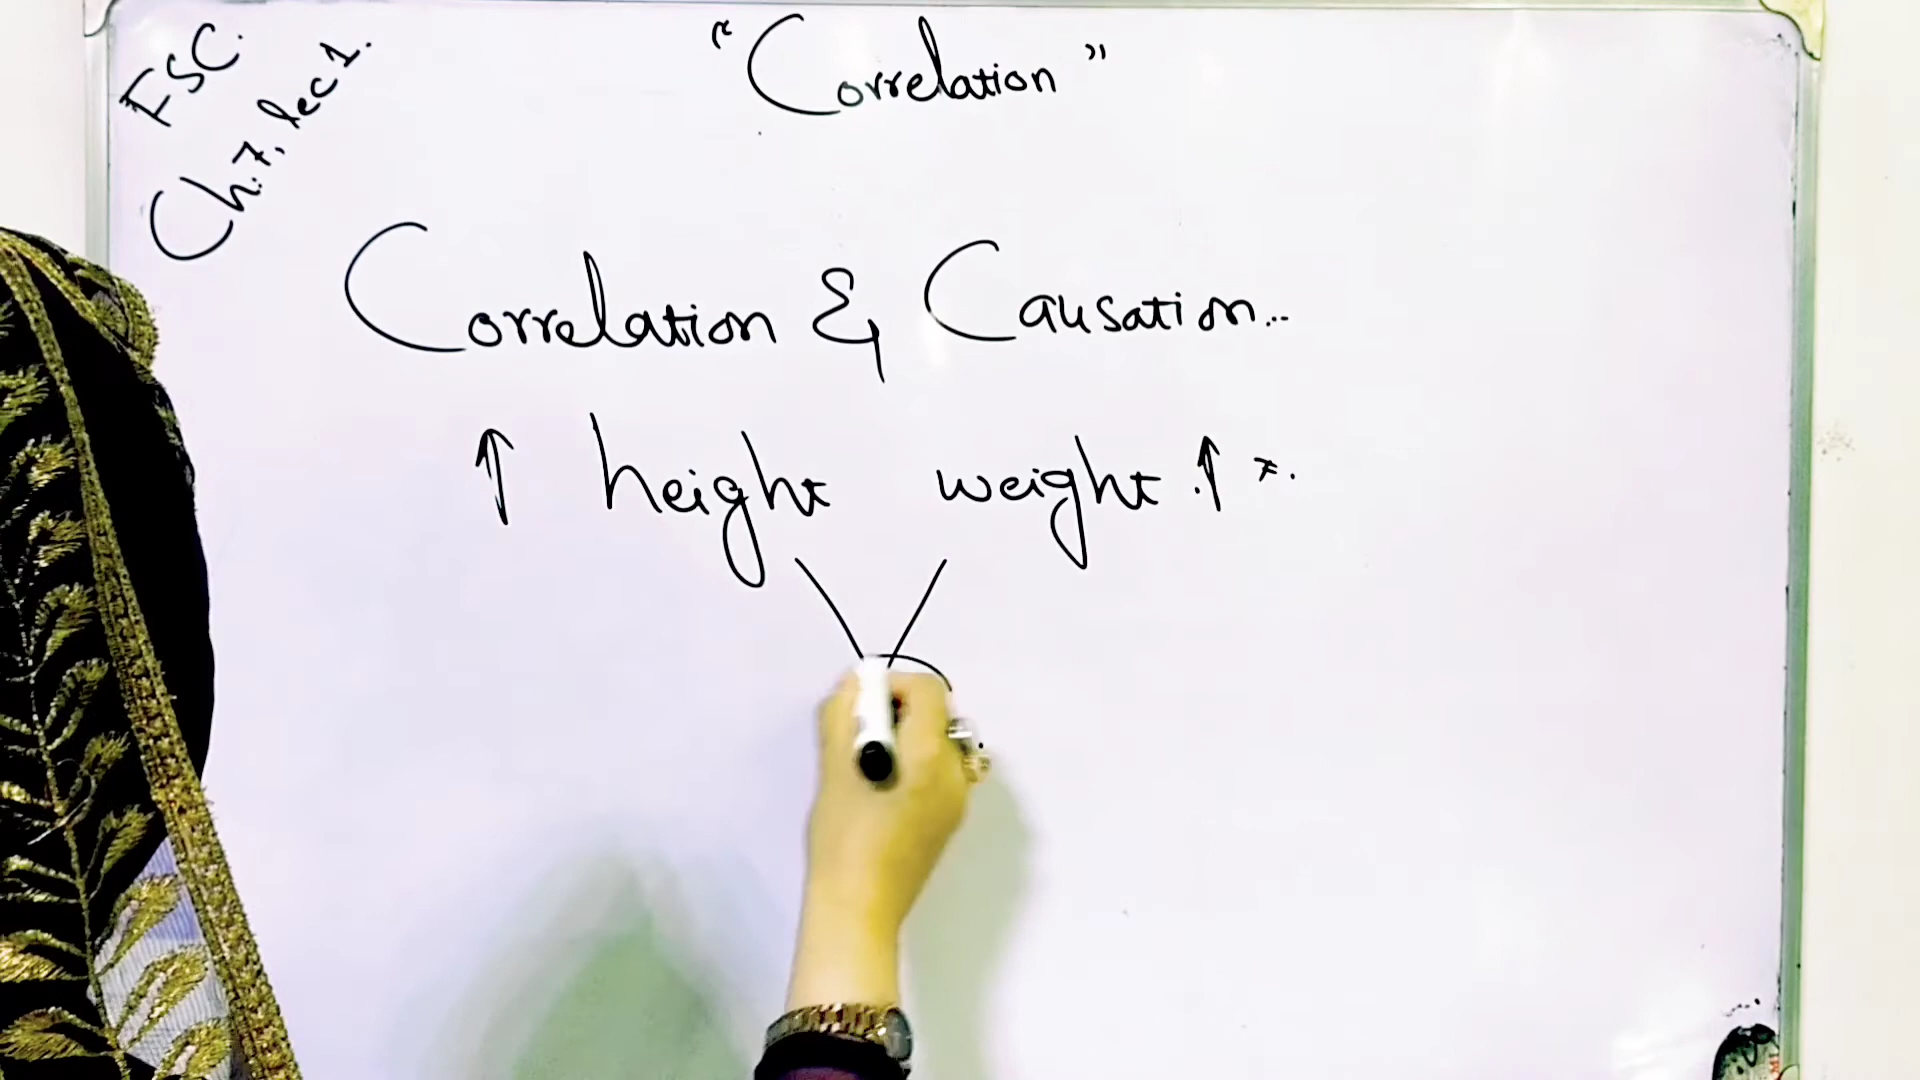 FSC.
Ch.7, lec 1.
"Correlation"
Correlation & Causation...
↑ height weight ↑